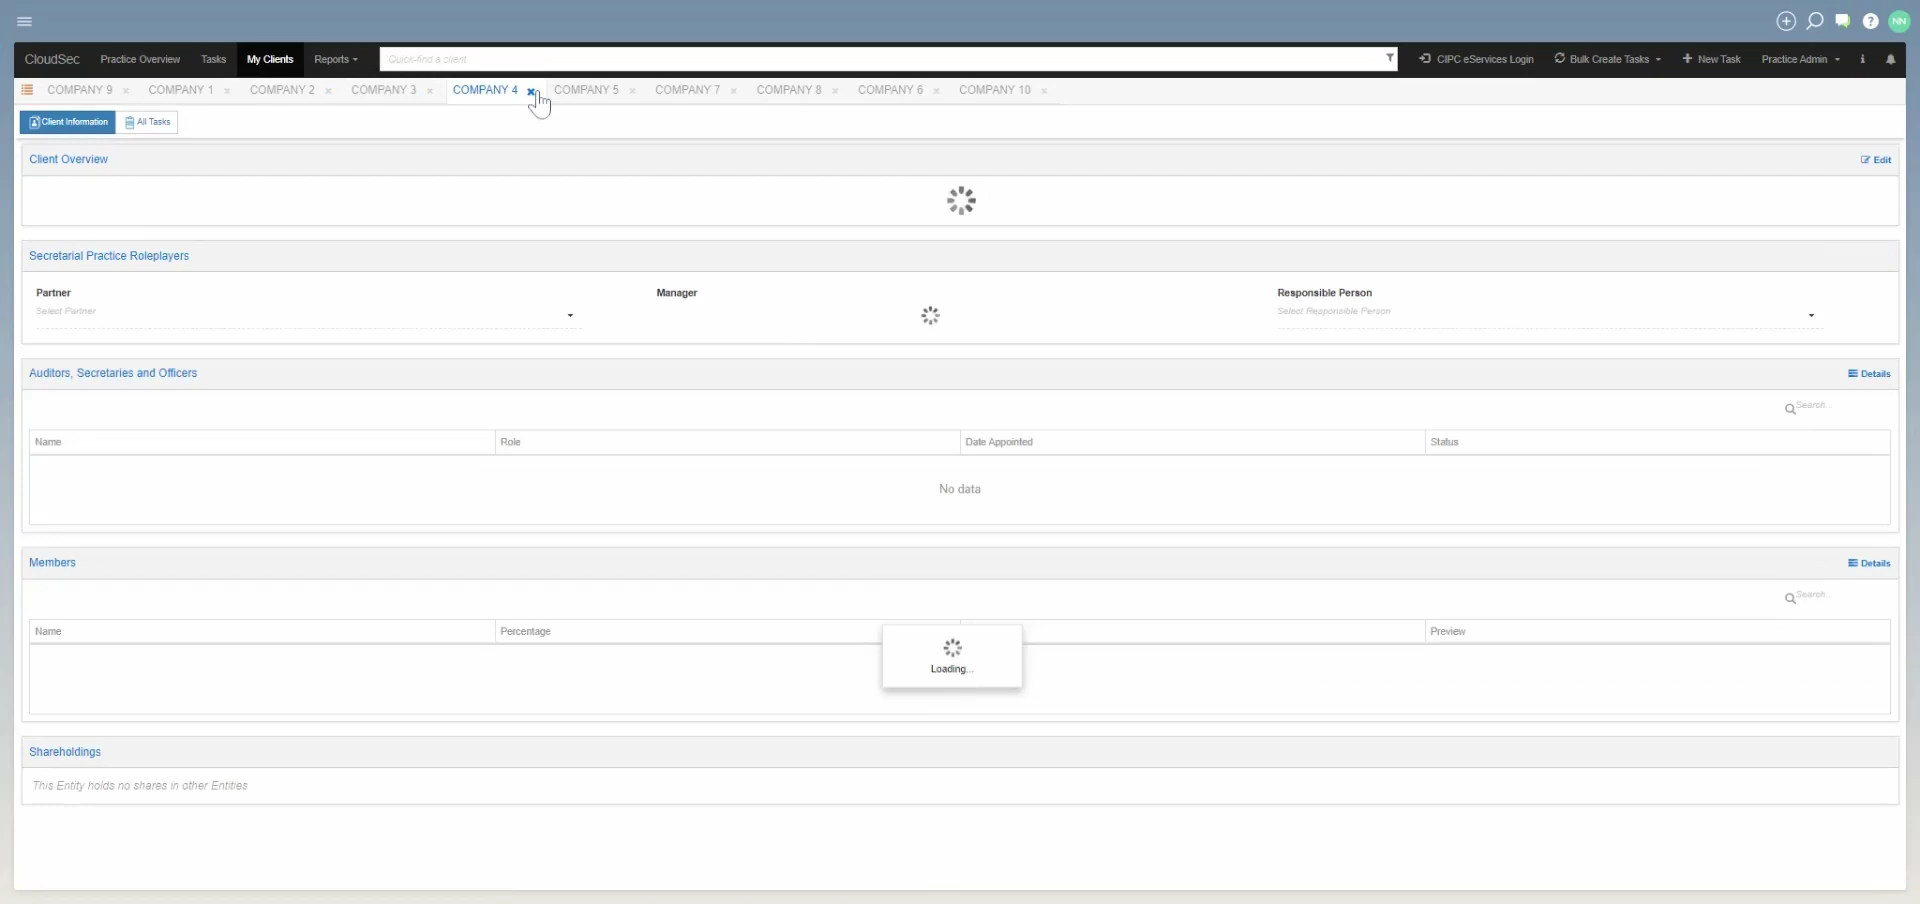 NN
CloudSec Practice Overview Tasks My Clients Reports Quick-find a client CIPC eServices Login Bulk Create Tasks New Task Practice Admin
COMPANY 9 COMPANY 1 COMPANY 2 COMPANY 3 COMPANY 4 COMPANY 5 COMPANY 7 COMPANY 8 COMPANY 6 COMPANY 10
Client Information All Tasks
Client Overview Edit
Secretarial Practice Roleplayers
Partner Manager Responsible Person
Select Partner Select Responsible Person
Auditors, Secretaries and Officers Details
Search...
Name Role Date Appointed Status
No data
Members Details
Search...
Name Percentage Preview
Loading...
Shareholdings
This Entity holds no shares in other Entities